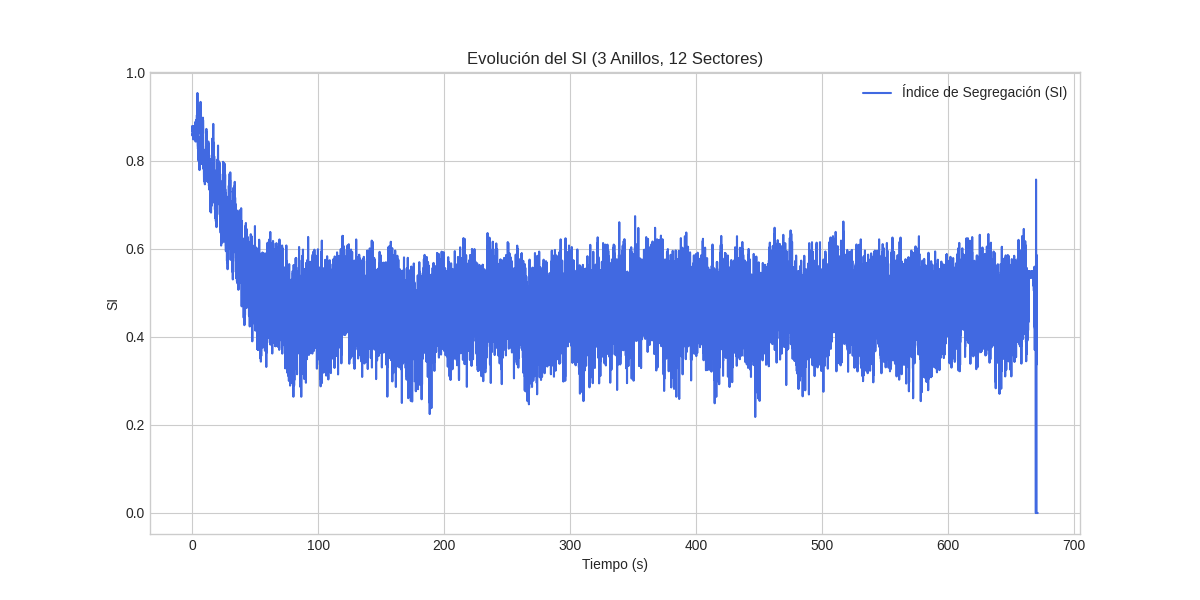 Evolución del SI (3 Anillos, 12 Sectores)
Índice de Segregación (SI)
1.0
0.8
0.6
0.4
0.2
0.0
SI
0 100 200 300 400 500 600 700
Tiempo (s)